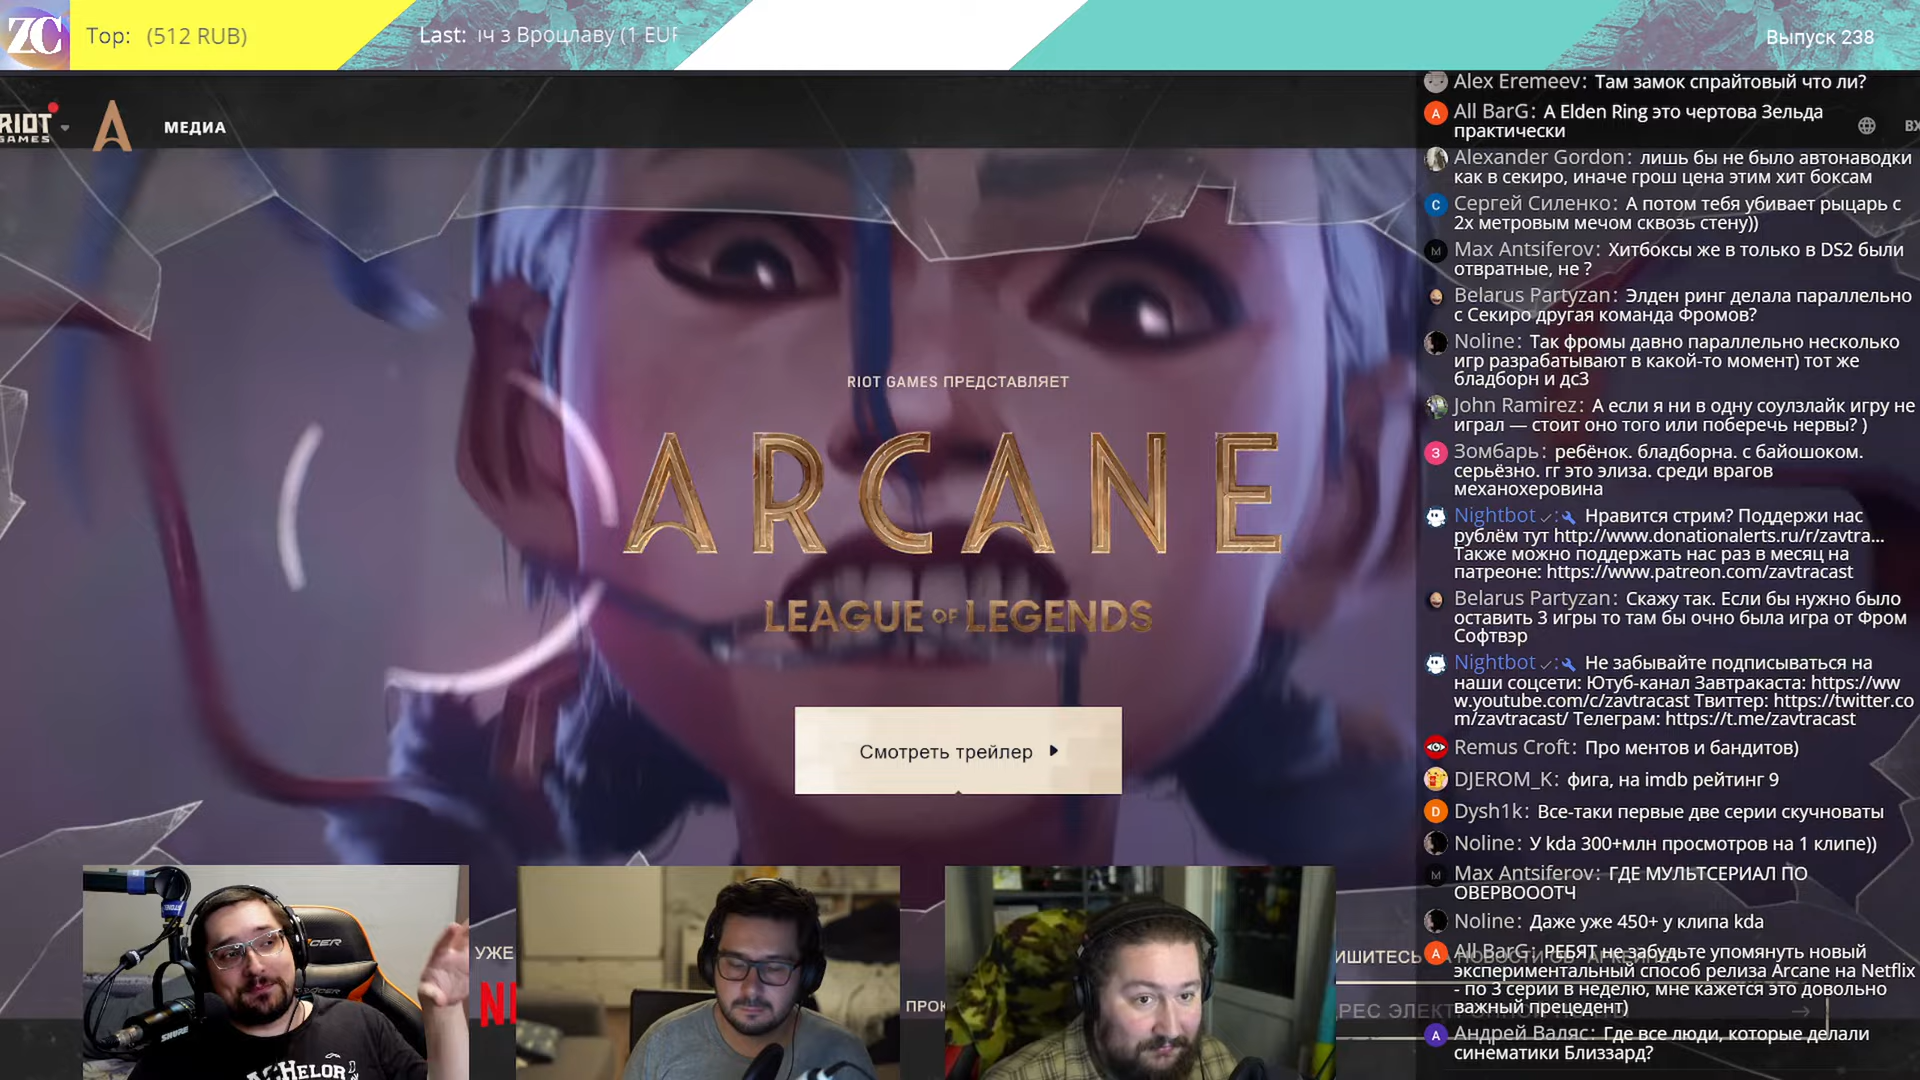 ZC
Top: (512 RUB)
Last: ıч з Вроцлаву (1 EUF
Выпуск 238
RIOT
GAMES
МЕДИА
ВХ
RIOT GAMES ПРЕДСТАВЛЯЕТ
ARCANE
LEAGUE OF LEGENDS
Смотреть трейлер
Alex Eremeev: Там замок спрайтовый что ли?
All BarG: А Elden Ring это чертова Зельда
практически
Alexander Gordon: лишь бы не было автонаводки
как в секиро, иначе грош цена этим хит боксам
Сергей Силенко: А потом тебя убивает рыцарь с
2х метровым мечом сквозь стену))
Max Antsiferov: Хитбоксы же в только в DS2 были
отвратные, не ?
Belarus Partyzan: Элден ринг делала параллельно
с Секиро другая команда Фромов?
Noline: Так фромы давно параллельно несколько
игр разрабатывают в какой-то момент) тот же
бладборн и дс3
John Ramirez: А если я ни в одну соулзлайк игру не
играл — стоит оно того или поберечь нервы? )
Зомбарь: ребёнок. бладборна. с байошоком.
серьёзно. гг это элиза. среди врагов
механохеровина
Nightbot: Нравится стрим? Поддержи нас
рублём тут http://www.donationalerts.ru/r/zavtra...
Также можно поддержать нас раз в месяц на
патреоне: https://www.patreon.com/zavtracast
Belarus Partyzan: Скажу так. Если бы нужно было
оставить 3 игры то там бы очно была игра от Фром
Софтвэр
Nightbot: Не забывайте подписываться на
наши соцсети: Ютуб-канал Завтракаста: https://ww
w.youtube.com/c/zavtracast Твиттер: https://twitter.co
m/zavtracast/ Телеграм: https://t.me/zavtracast
Remus Croft: Про ментов и бандитов)
DJEROM_K: фига, на imdb рейтинг 9
Dysh1k: Все-таки первые две серии скучноваты
Noline: У kda 300+млн просмотров на 1 клипе))
Max Antsiferov: ГДЕ МУЛЬТСЕРИАЛ ПО
ОВЕРВОООТЧ
Noline: Даже уже 450+ у клипа kda
All BarG: РЕБЯТ не забудьте упомянуть новый
экспериментальный способ релиза Arcane на Netflix
- по 3 серии в неделю, мне кажется это довольно
важный прецедент)
Андрей Валяс: Где все люди, которые делали
синематики Близзард?
УЖЕ
ПРОК
ИШИТЕСЬ
РЕС ЭЛЕКТ
ACER
SHURE